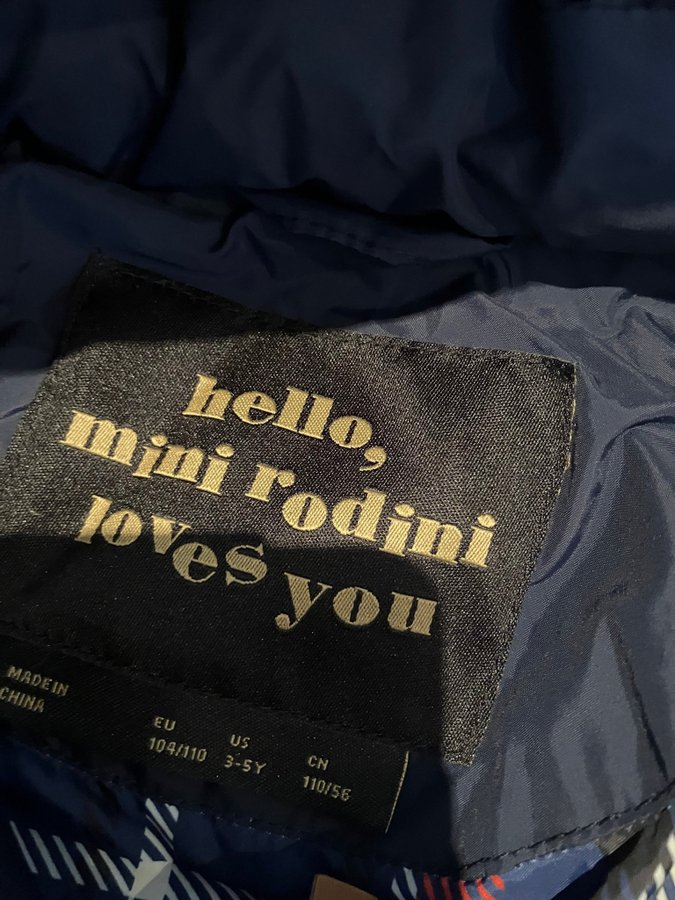 hello,
mini rodini
loves you
MADE IN
CHINA
EU
104/110
US
3-5Y
CN
110/56